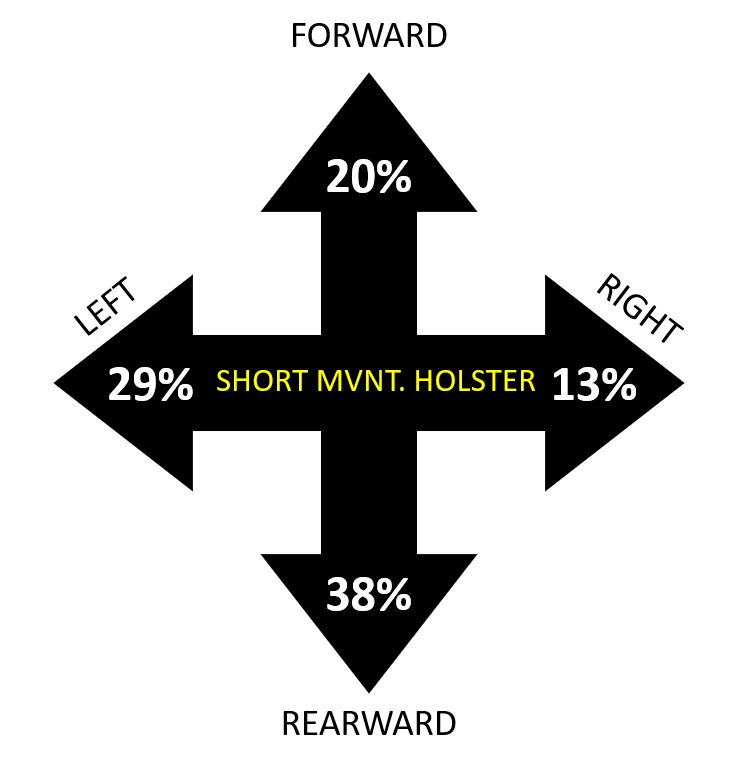 FORWARD
20%
LEFT
RIGHT
29% SHORT MVNT. HOLSTER 13%
38%
REARWARD